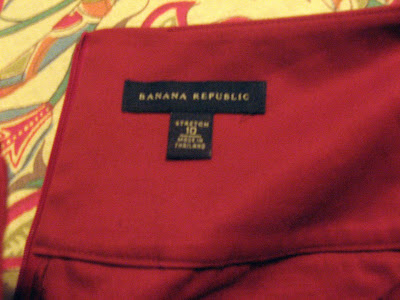 BANANA REPUBLIC
STRETCH
10
MADE IN
THAILAND